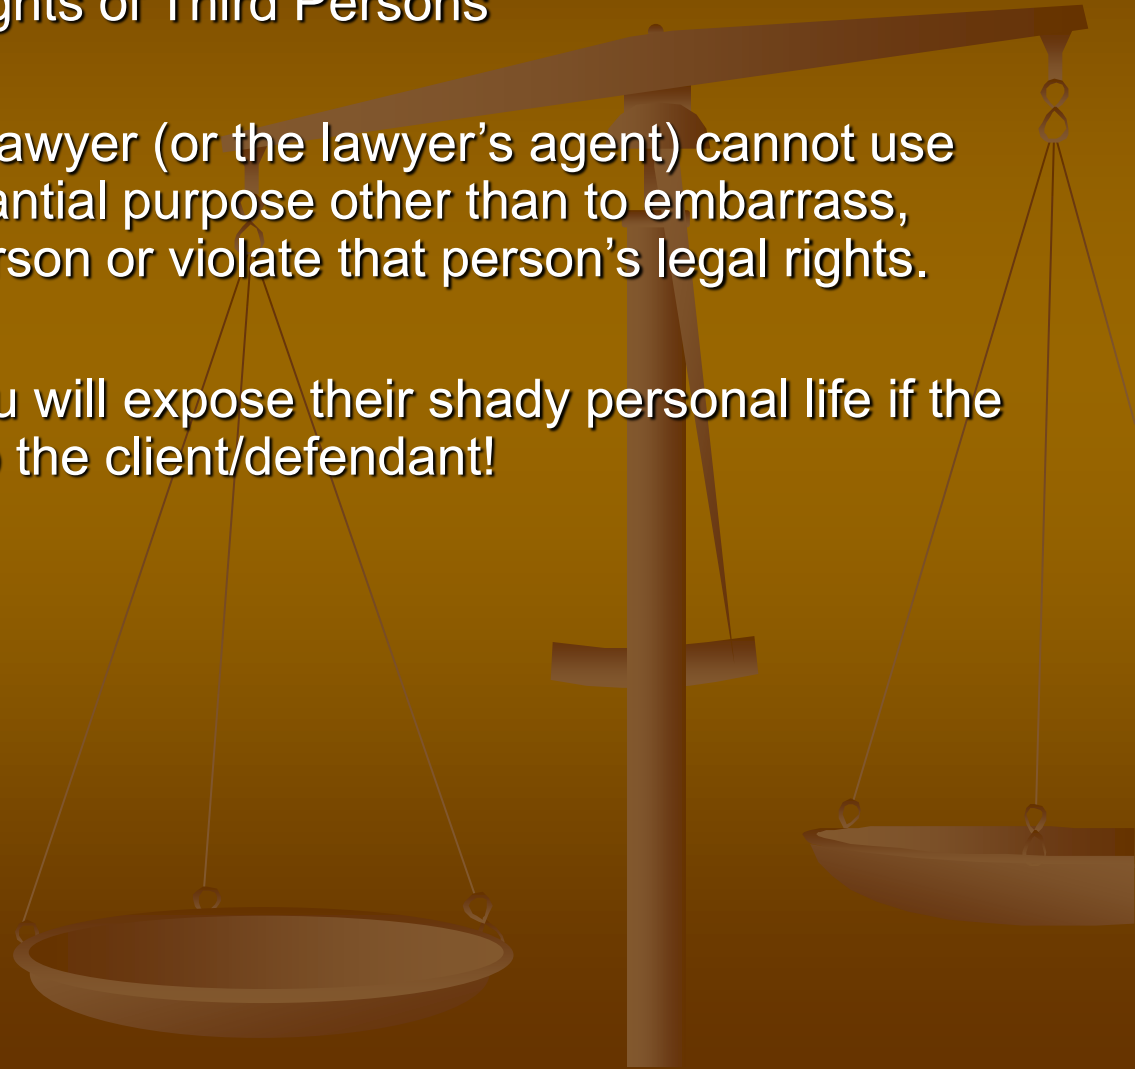 ghts of Third Persons
awyer (or the lawyer’s agent) cannot use
antial purpose other than to embarrass,
rson or violate that person’s legal rights.
u will expose their shady personal life if the
the client/defendant!